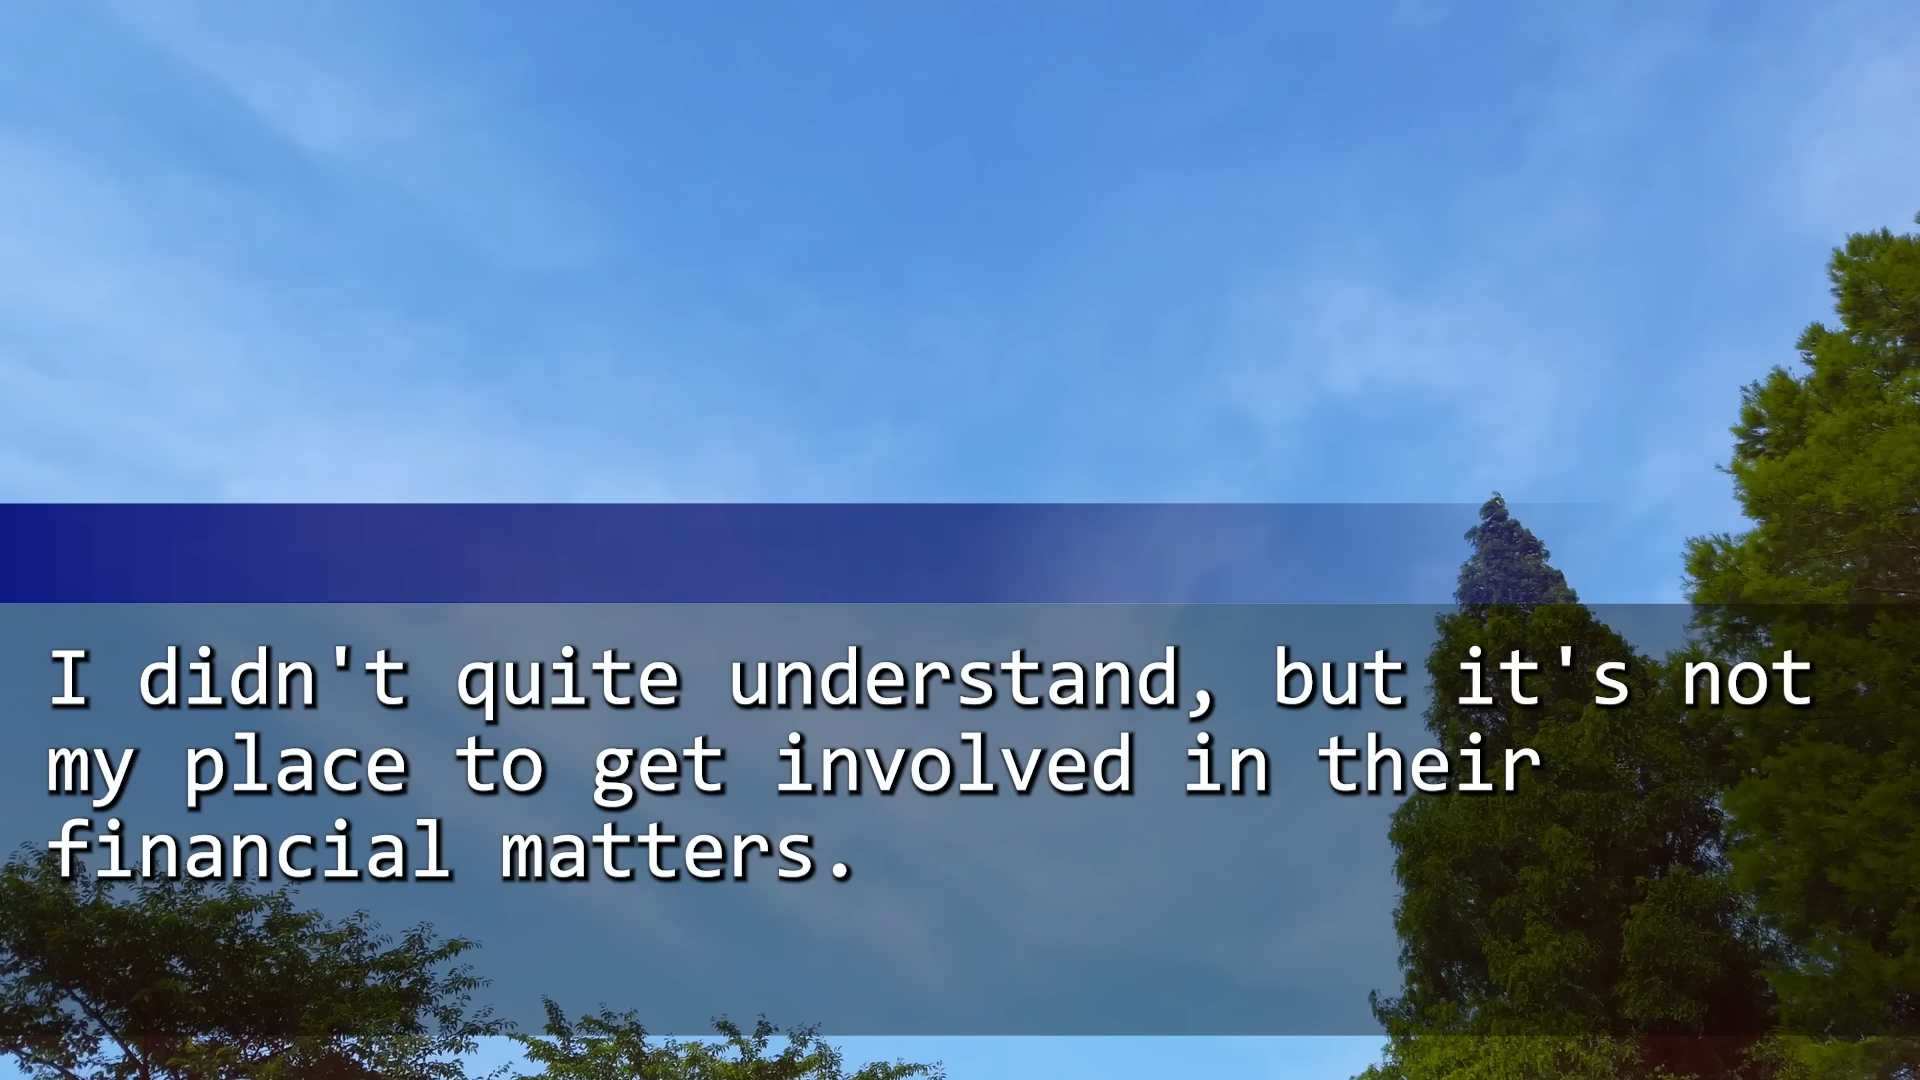 I didn't quite understand, but it's not
my place to get involved in their
financial matters.